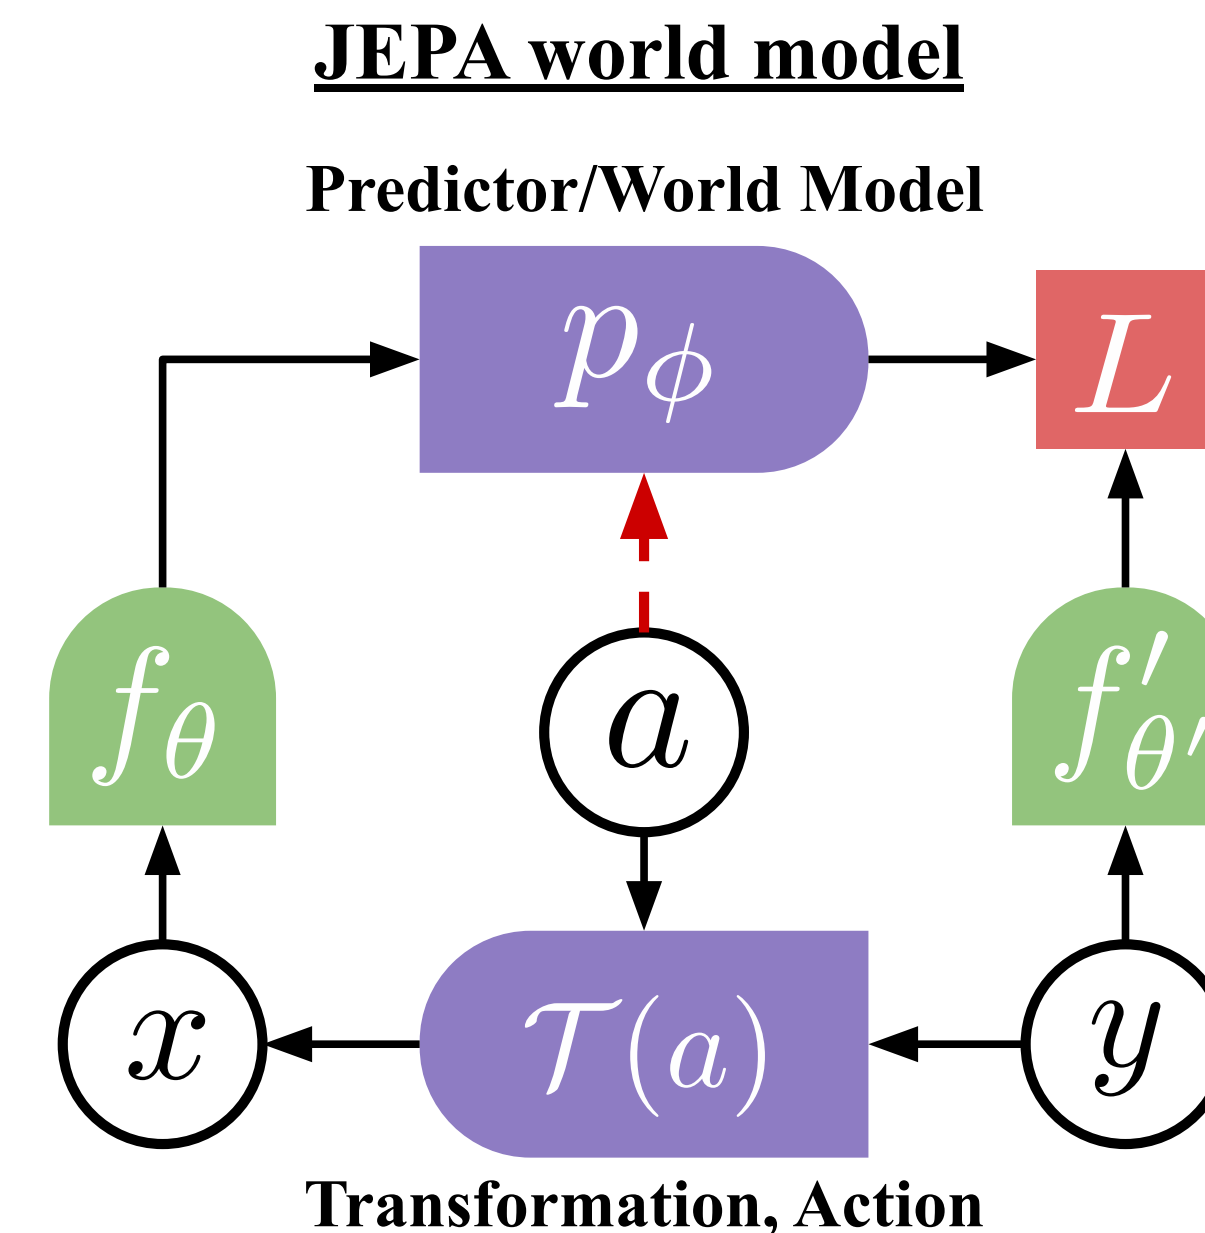 JEPA world model
Predictor/World Model
pϕ
L
fθ
a
f′θ′
x
𝒯(a)
y
Transformation, Action